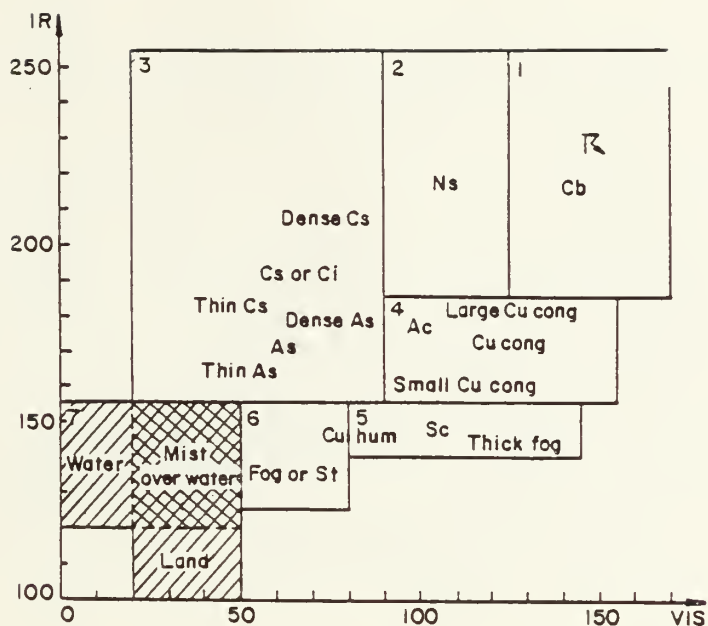 IR
250
3
2
1
Ns
Cb
Dense Cs
200
Cs or Ci
Thin Cs
Dense As
4
Large Cu cong
Ac
Cu cong
As
Thin As
Small Cu cong
150
7
6
5
Water
Mist
over water
Cu hum
Sc
Thick fog
Fog or St
Land
100
0
50
100
150
VIS